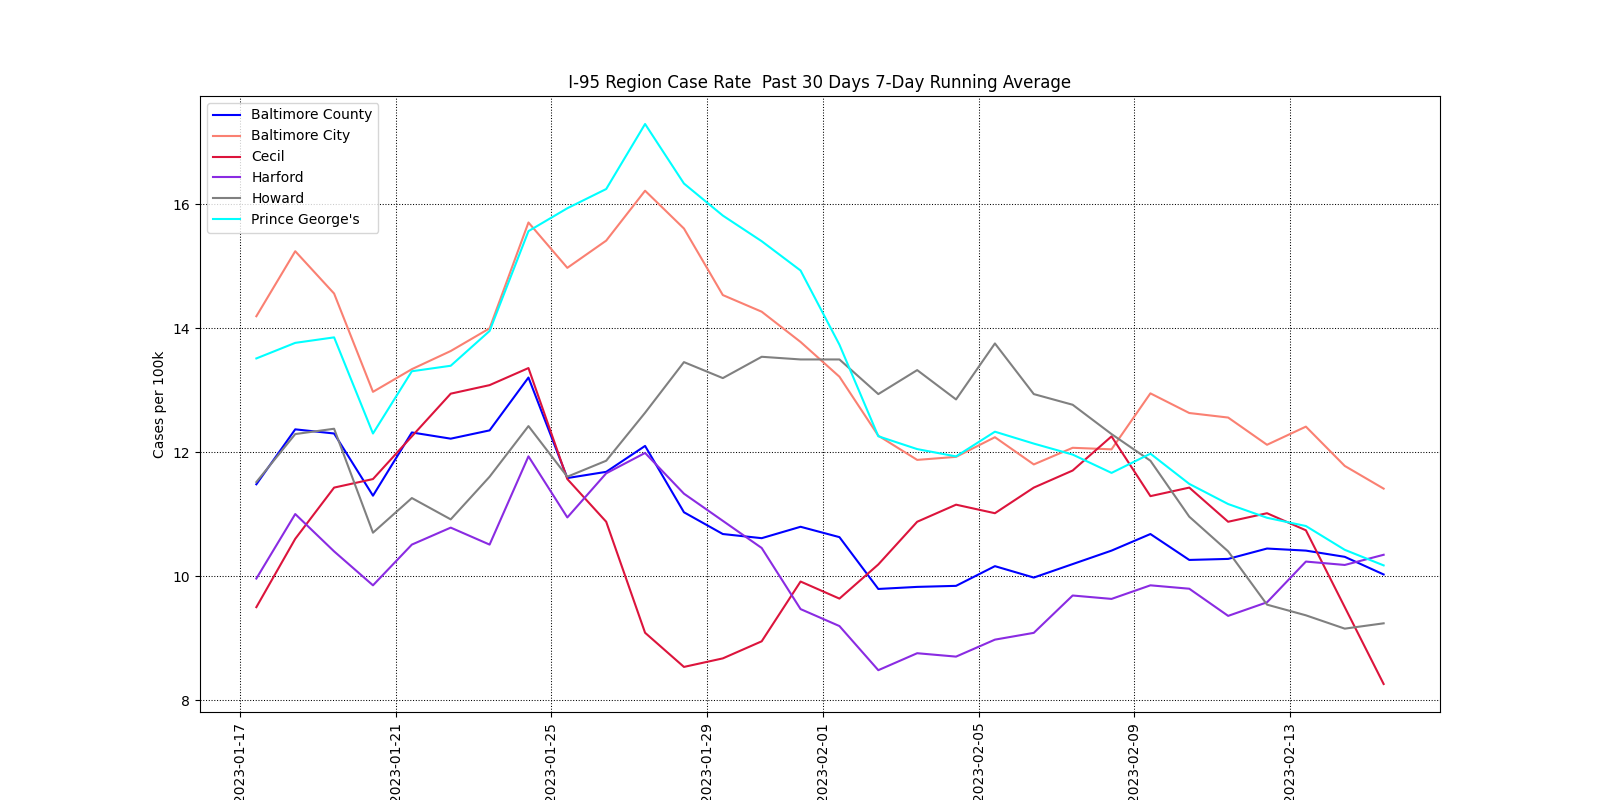 I-95 Region Case Rate  Past 30 Days 7-Day Running Average
Baltimore County
Baltimore City
Cecil
Harford
Howard
Prince George's
Cases per 100k
16
14
12
10
8
2023-01-17
2023-01-21
2023-01-25
2023-01-29
2023-02-01
2023-02-05
2023-02-09
2023-02-13